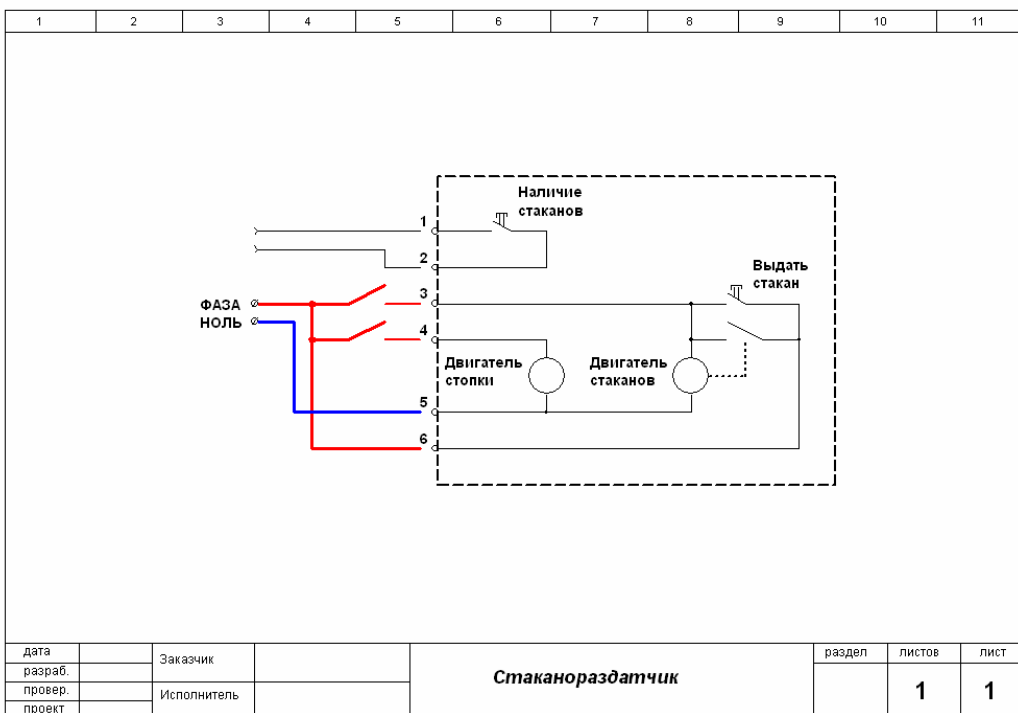 1 2 3 4 5 6 7 8 9 10 11
Наличие
стаканов
1
2
Выдать
стакан
ФАЗА
НОЛЬ
3
4
Двигатель
стопки
Двигатель
стаканов
5
6
дата
разраб.
провер.
проект
Заказчик
Исполнитель
Стаканораздатчик
раздел листов лист
1 1